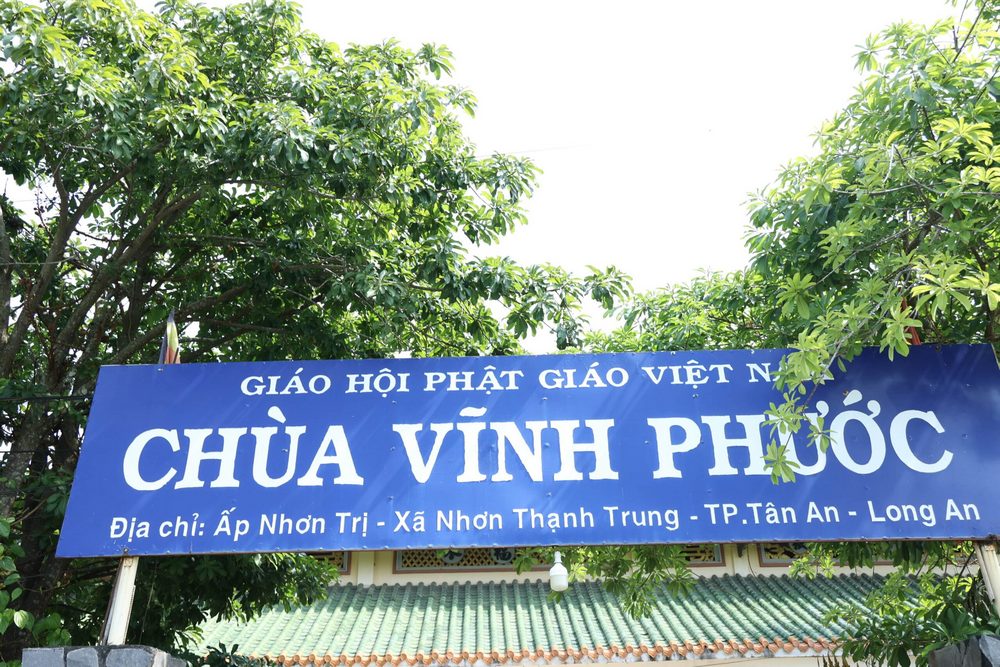 GIÁO HỘI PHẬT GIÁO VIỆT
CHÙA VĨNH PHƯỚC
Địa chỉ: Ấp Nhơn Trị - Xã Nhơn Thạnh Trung - TP.Tân An - Long An